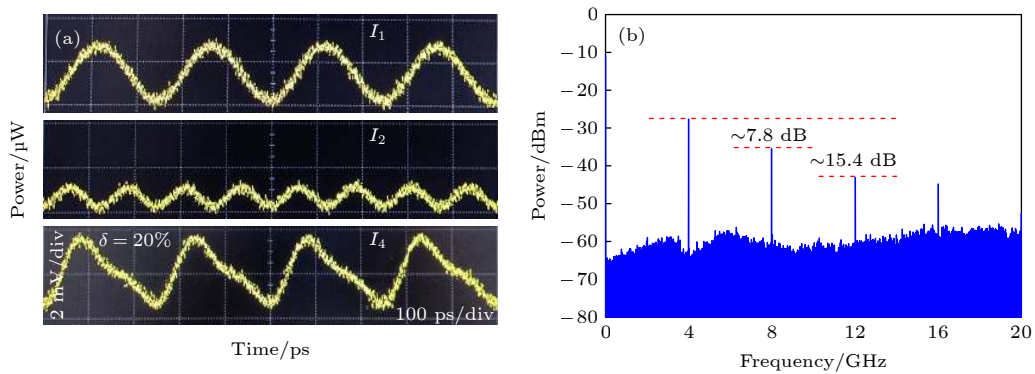 (a)
I1
I2
δ = 20%
I4
2 mV/div
100 ps/div
Power/μW
Time/ps
(b)
0
−10
−20
−30
−40
−50
−60
−70
−80
∼7.8 dB
∼15.4 dB
Power/dBm
0
4
8
12
16
20
Frequency/GHz